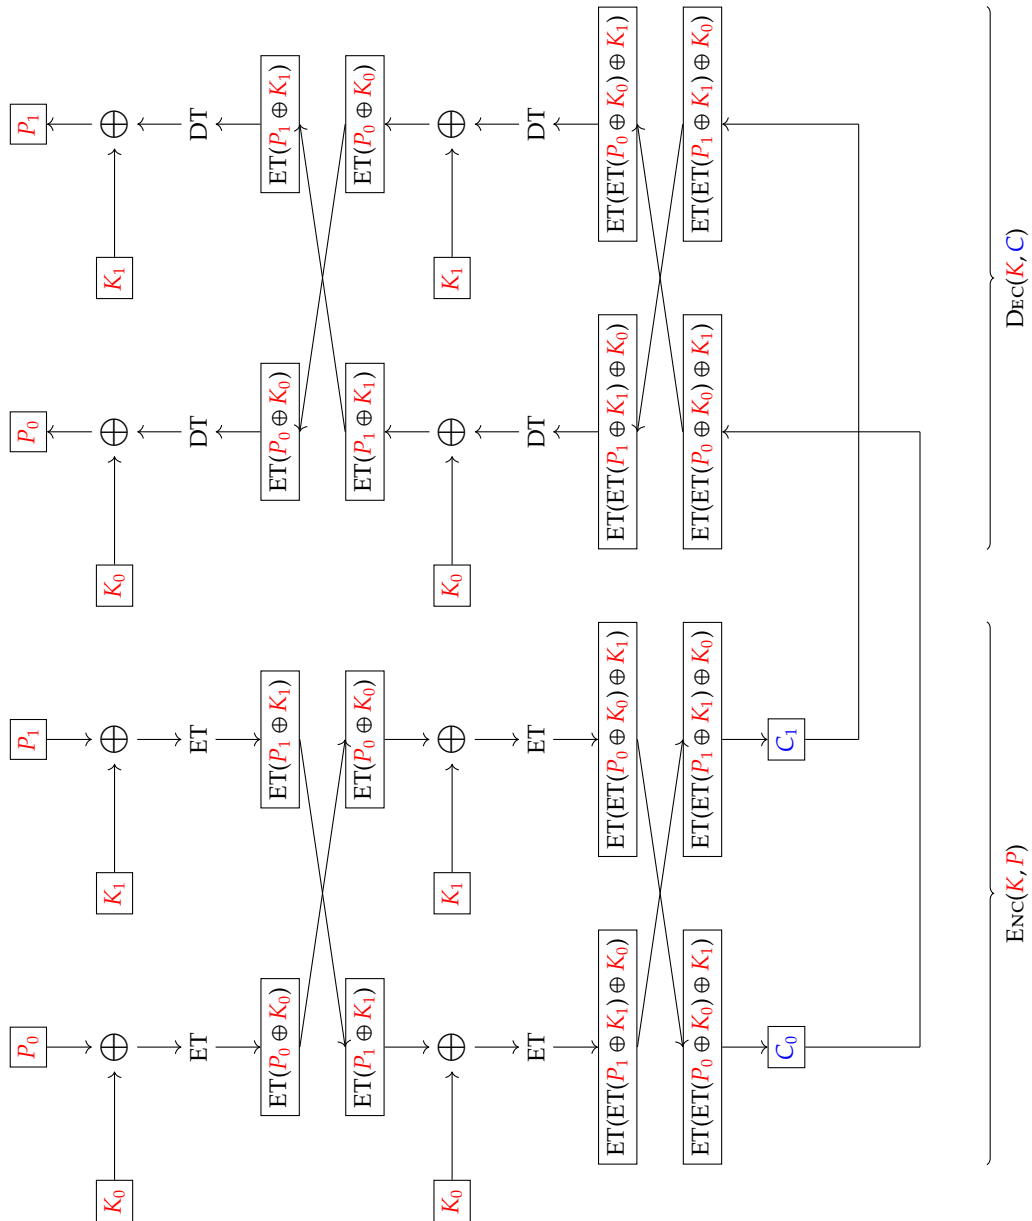 P₀ P₁ P₀ P₁
K₀ ⊕ K₁ ⊕ K₀ ⊕ K₁ ⊕
ET ET DT DT
ET(P₀ ⊕ K₀) ET(P₁ ⊕ K₁) ET(P₀ ⊕ K₀) ET(P₁ ⊕ K₁)
ET(P₁ ⊕ K₁) ET(P₀ ⊕ K₀) ET(P₁ ⊕ K₁) ET(P₀ ⊕ K₀)
K₀ ⊕ K₁ ⊕ K₀ ⊕ K₁ ⊕
ET ET DT DT
ET(ET(P₁ ⊕ K₁) ⊕ K₀) ET(ET(P₀ ⊕ K₀) ⊕ K₁) ET(ET(P₁ ⊕ K₁) ⊕ K₀) ET(ET(P₀ ⊕ K₀) ⊕ K₁)
ET(ET(P₀ ⊕ K₀) ⊕ K₁) ET(ET(P₁ ⊕ K₁) ⊕ K₀) ET(ET(P₀ ⊕ K₀) ⊕ K₁) ET(ET(P₁ ⊕ K₁) ⊕ K₀)
C₀ C₁
Enc(K, P) Dec(K, C)